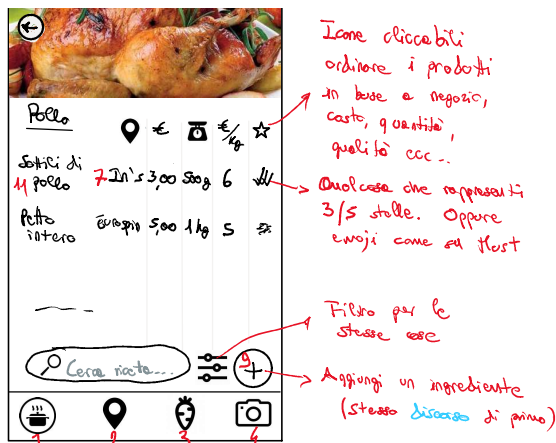 Pollo
€
€/kg
Sottili di
11 pollo
7 In's 3,00 500g 6
Petto
intero
Eurospin 5,00 1 kg 5
Cerca ricetta....
9
1
2
3
4
Icone cliccabili
ordinare i prodotti
in base a negozio,
costo, quantità,
qualità ecc...
Qualcosa che rappresenti
3/5 stelle. Oppure
emoji come su
Filtro per le
stesse cose
Aggiungi un ingrediente
(stesso discorso di primo)